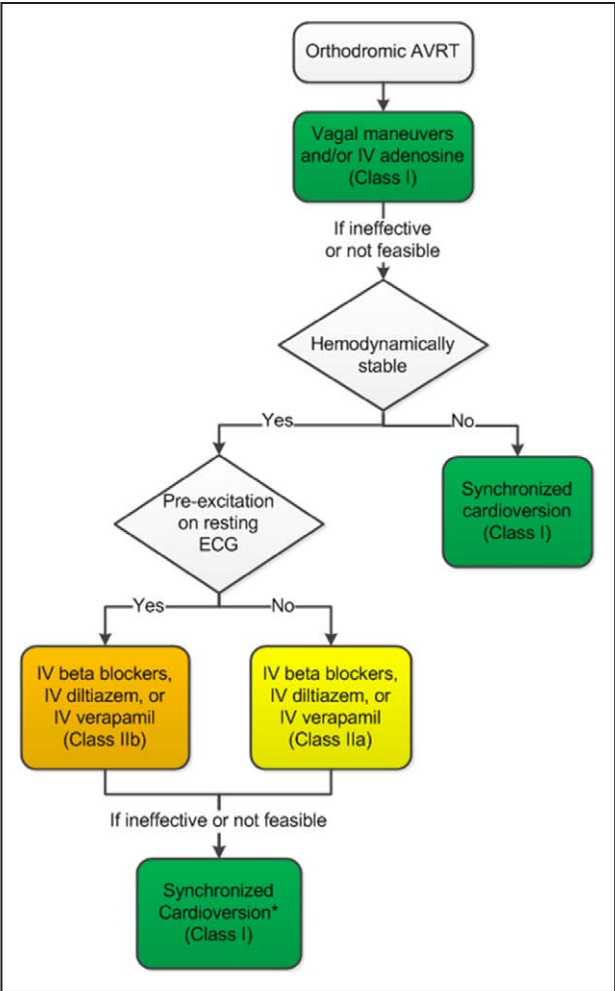 Orthodromic AVRT
Vagal maneuvers
and/or IV adenosine
(Class I)
If ineffective
or not feasible
Hemodynamically
stable
Yes
No
Synchronized
cardioversion
(Class I)
Pre-excitation
on resting
ECG
Yes
No
IV beta blockers,
IV diltiazem, or
IV verapamil
(Class IIb)
IV beta blockers,
IV diltiazem, or
IV verapamil
(Class IIa)
If ineffective or not feasible
Synchronized
Cardioversion*
(Class I)